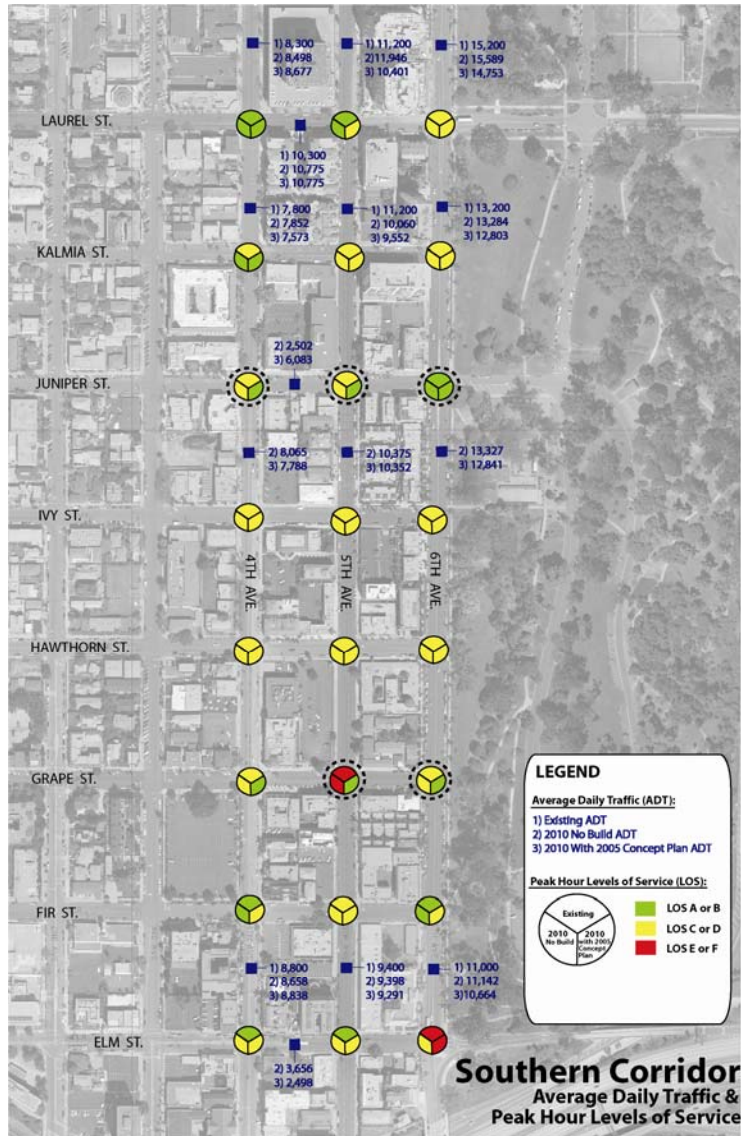 1) 8,300
2) 8,498
3) 8,677
1) 11,200
2)11,946
3) 10,401
1) 15,200
2) 15,589
3) 14,753
LAUREL ST.
1) 10,300
2) 10,775
3) 10,775
1) 7,800
2) 7,852
3) 7,573
1) 11,200
2) 10,060
3) 9,552
1) 13,200
2) 13,284
3) 12,803
KALMIA ST.
2) 2,502
3) 6,083
JUNIPER ST.
2) 8,065
3) 7,788
2) 10,375
3) 10,352
2) 13,327
3) 12,841
IVY ST.
4TH AVE.
5TH AVE.
6TH AVE.
HAWTHORN ST.
GRAPE ST.
LEGEND
Average Daily Traffic (ADT):
1) Existing ADT
2) 2010 No Build ADT
3) 2010 With 2005 Concept Plan ADT
Peak Hour Levels of Service (LOS):
Existing
2010
No Build
2010
with 2005
Concept
Plan
LOS A or B
LOS C or D
LOS E or F
FIR ST.
1) 8,800
2) 8,658
3) 8,838
1) 9,400
2) 9,398
3) 9,291
1) 11,000
2) 11,142
3)10,664
ELM ST.
2) 3,656
3) 2,498
Southern Corridor
Average Daily Traffic &
Peak Hour Levels of Service